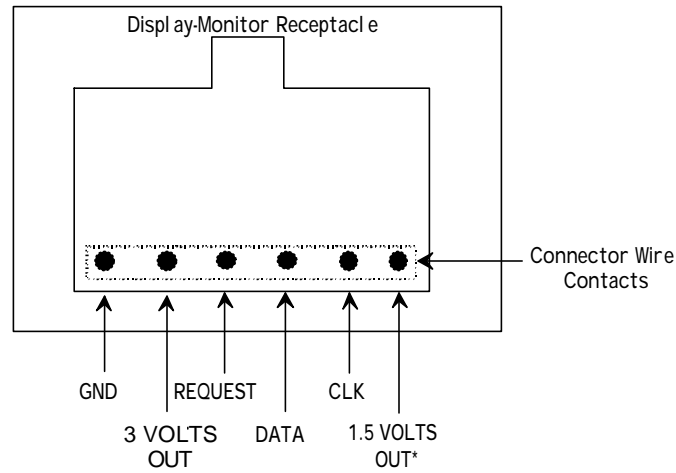 Display-Monitor Receptacle
Connector Wire
Contacts
GND
REQUEST
CLK
3 VOLTS
OUT
DATA
1.5 VOLTS
OUT*